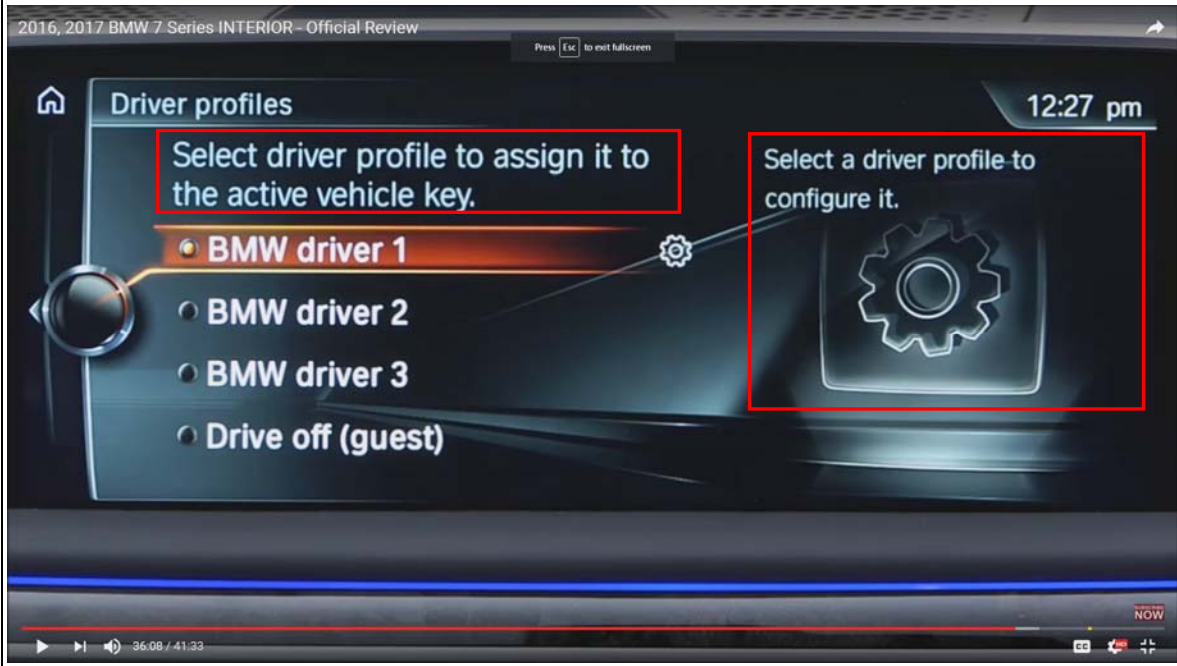 2016, 2017 BMW 7 Series INTERIOR - Official Review
Press Esc to exit fullscreen
Driver profiles
12:27 pm
Select driver profile to assign it to
the active vehicle key.
BMW driver 1
BMW driver 2
BMW driver 3
Drive off (guest)
Select a driver profile to
configure it.
NOW
36:08 / 41:33
CC
HD